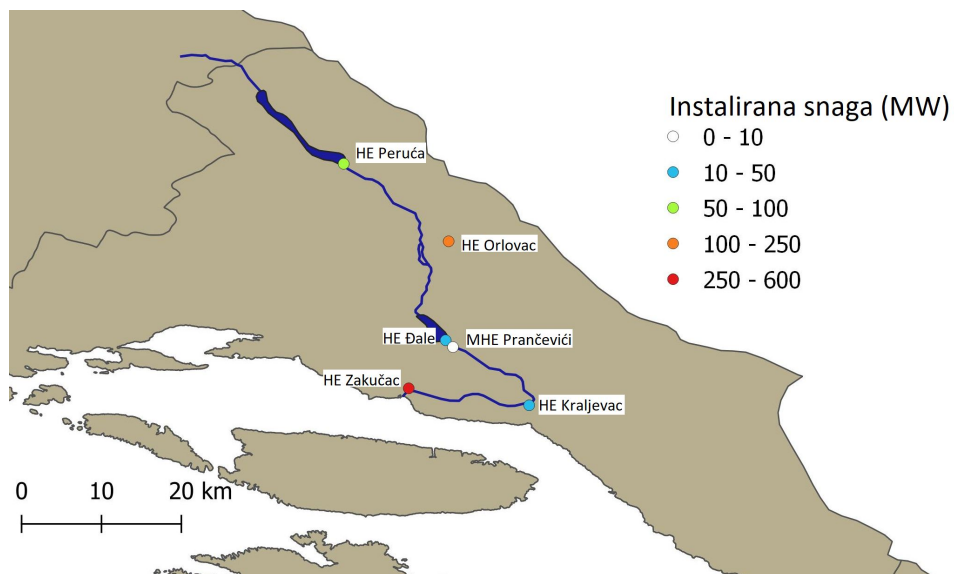 Instalirana snaga (MW)
0 - 10
10 - 50
50 - 100
100 - 250
250 - 600
HE Peruća
HE Orlovac
HE Đale
MHE Prančevići
HE Zakučac
HE Kraljevac
0 10 20 km